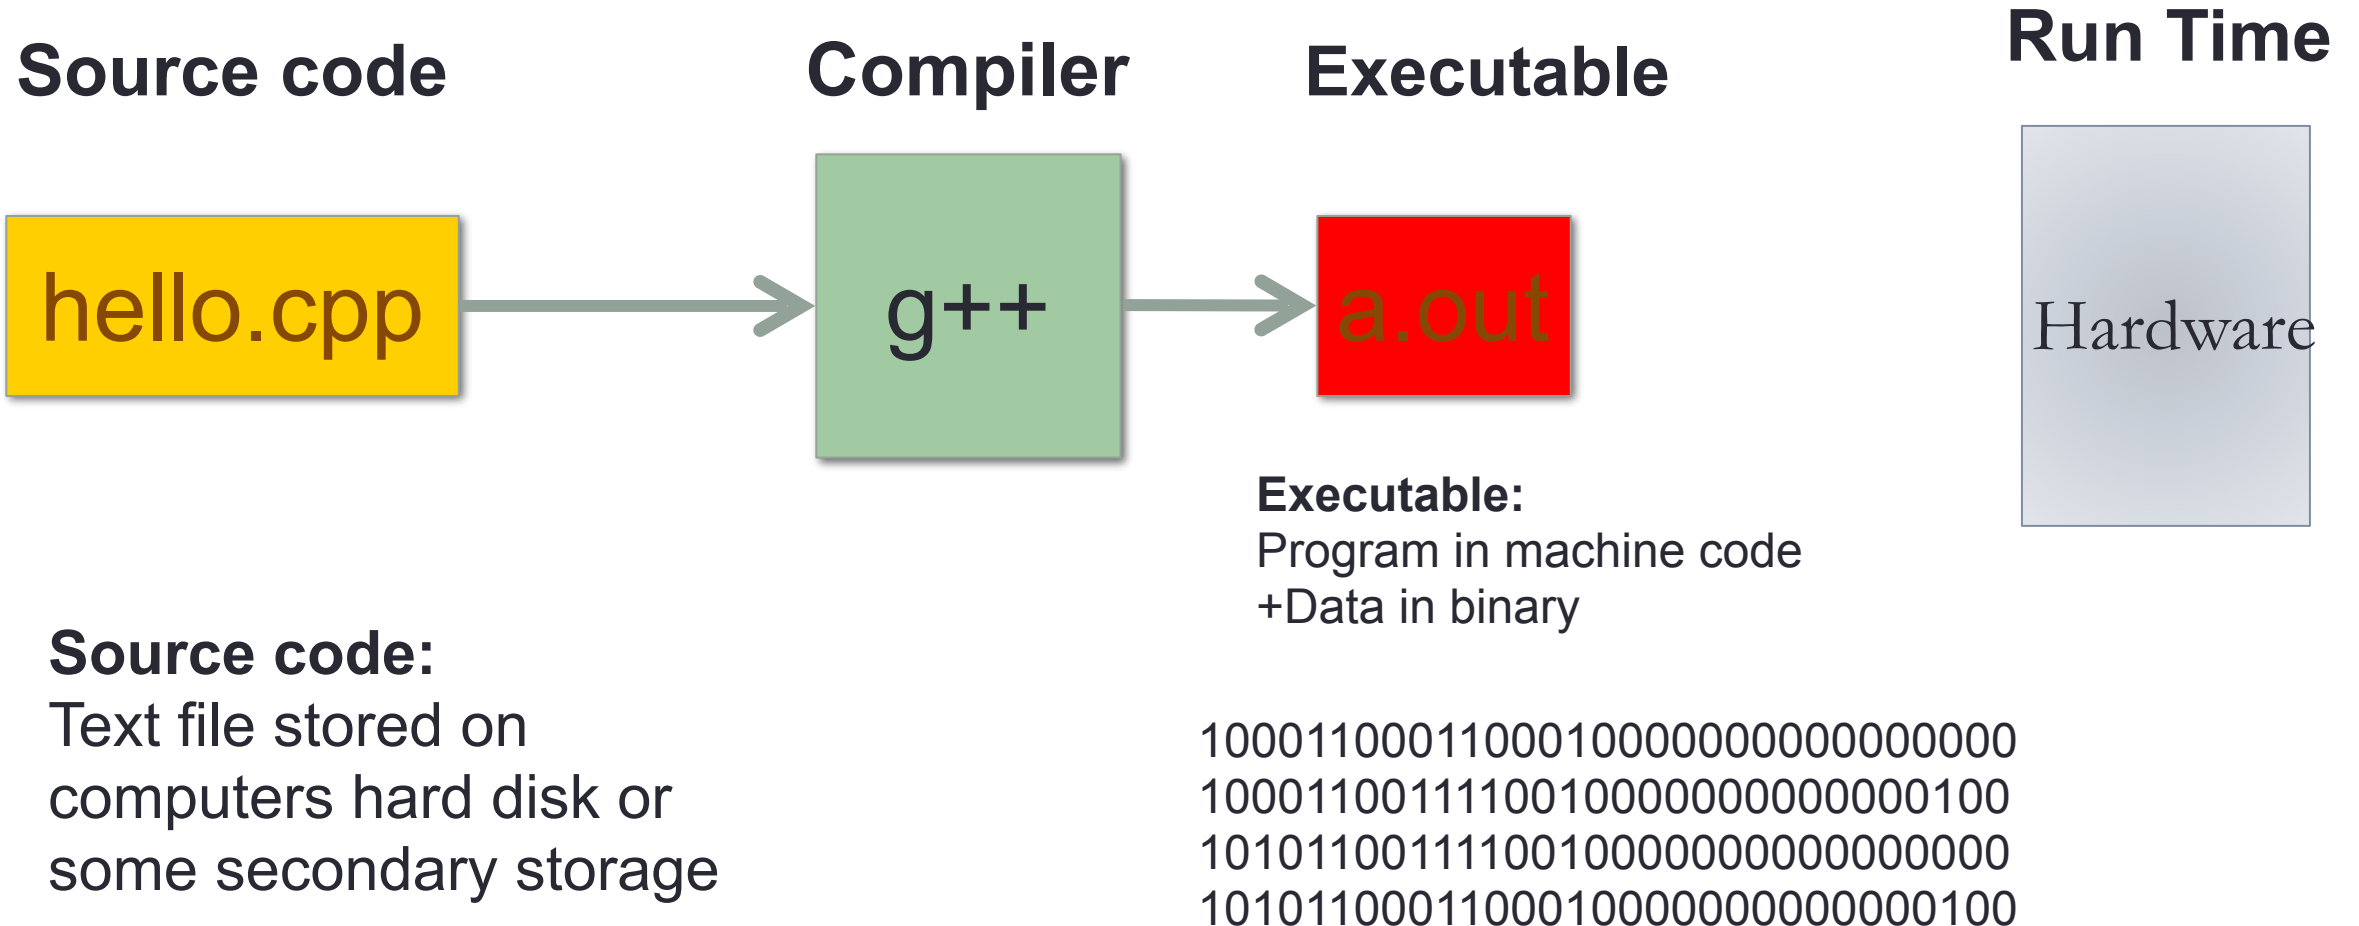 Source code
Compiler
Executable
Run Time
hello.cpp
g++
a.out
Hardware
Executable:
Program in machine code
+Data in binary
Source code:
Text file stored on
computers hard disk or
some secondary storage
10001100011000100000000000000000
10001100111100100000000000000100
10101100111100100000000000000000
10101100011000100000000000000100